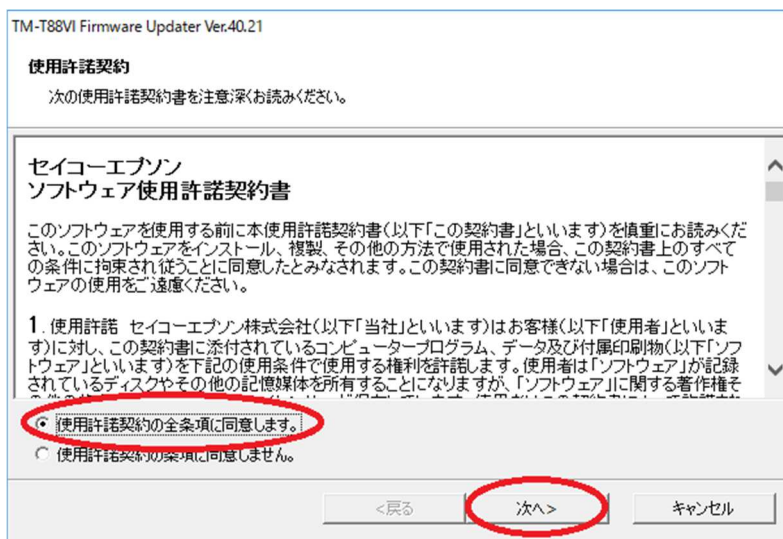 TM-T88VI Firmware Updater Ver.40.21
使用許諾契約
次の使用許諾契約書を注意深くお読みください。
セイコーエプソン
ソフトウェア使用許諾契約書
このソフトウェアを使用する前に本使用許諾契約書(以下「この契約書」といいます)を慎重にお読みくだ
さい。このソフトウェアをインストール、複製、その他の方法で使用された場合、この契約書上のすべて
の条件に拘束され従うことに同意したとみなされます。この契約書に同意できない場合は、このソフト
ウェアの使用をご遠慮ください。
1. 使用許諾 セイコーエプソン株式会社(以下「当社」といいます)はお客様(以下「使用者」といいま
す)に対し、この契約書に添付されているコンピュータープログラム、データ及び付属印刷物(以下「ソフ
トウェア」といいます)を下記の使用条件で使用する権利を許諾します。使用者は「ソフトウェア」が記録
されているディスクやその他の記憶媒体を所有することになりますが、「ソフトウェア」に関する著作権そ
使用許諾契約の全条項に同意します。
使用許諾契約の条項に同意しません。
<戻る
次へ>
キャンセル